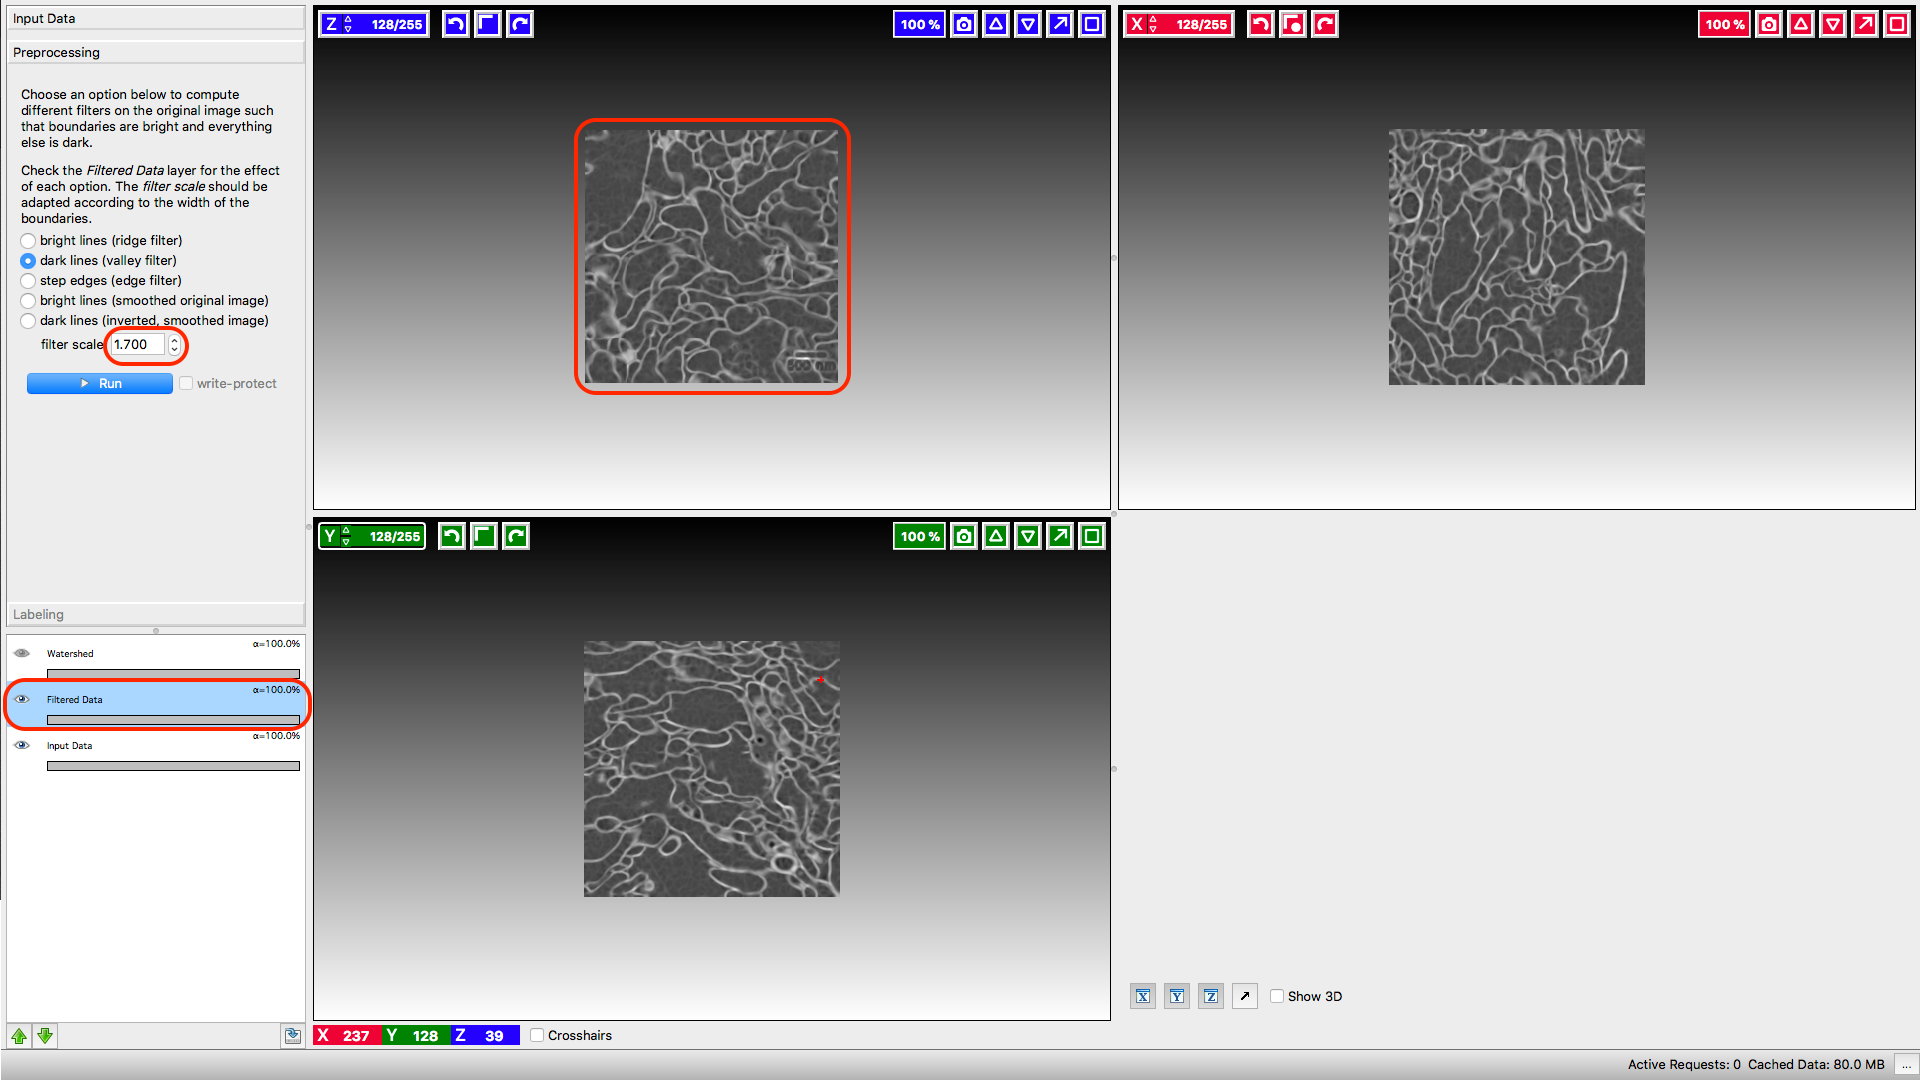 Input Data
Preprocessing
Choose an option below to compute
different filters on the original image such
that boundaries are bright and everything
else is dark.
Check the Filtered Data layer for the effect
of each option. The filter scale should be
adapted according to the width of the
boundaries.
bright lines (ridge filter)
dark lines (valley filter)
step edges (edge filter)
bright lines (smoothed original image)
dark lines (inverted, smoothed image)
filter scale 1.700
Run write-protect
Labeling
α=100.0%
Watershed
α=100.0%
Filtered Data
α=100.0%
Input Data
Z 128/255 100 %
500 nm
X 128/255 100 %
Y 128/255 100 %
X Y Z Show 3D
X 237 Y 128 Z 39 Crosshairs
Active Requests: 0 Cached Data: 80.0 MB ...